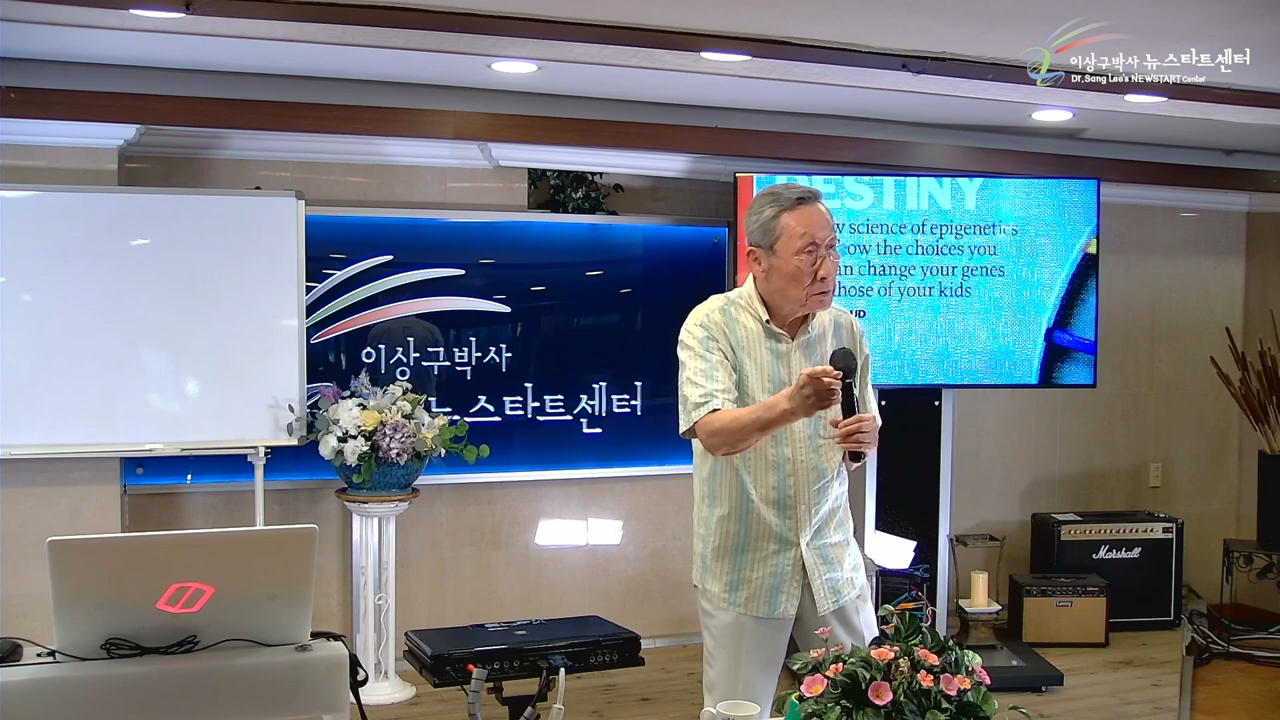 이상구박사 뉴스타트센터
Dr. Sang Lee's NEWSTART Center
DESTINY
science of epigenetics
ow the choices you
change your genes
hose of your kids
이상구박사
뉴스타트센터
Marshall
Laney